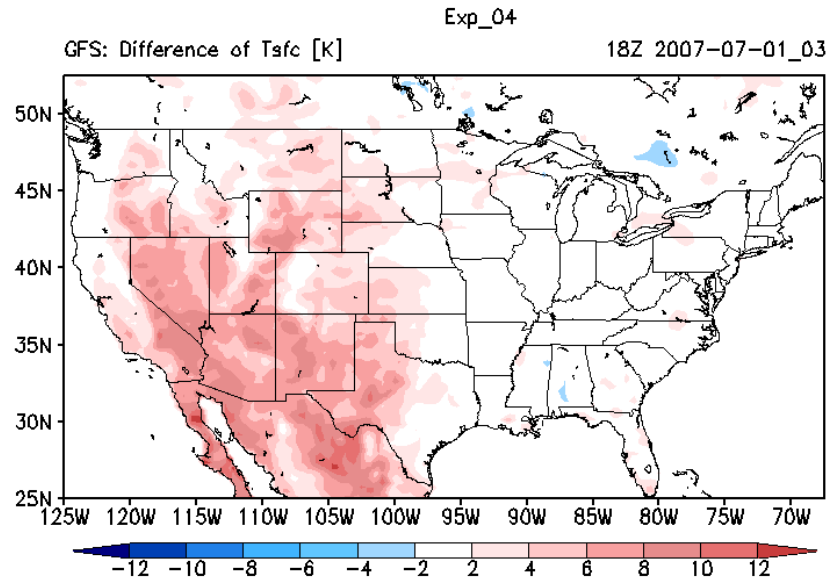 Exp_04
GFS: Difference of Tsfc [K] 18Z 2007-07-01_03
50N
45N
40N
35N
30N
25N
125W 120W 115W 110W 105W 100W 95W 90W 85W 80W 75W 70W
-12 -10 -8 -6 -4 -2 2 4 6 8 10 12